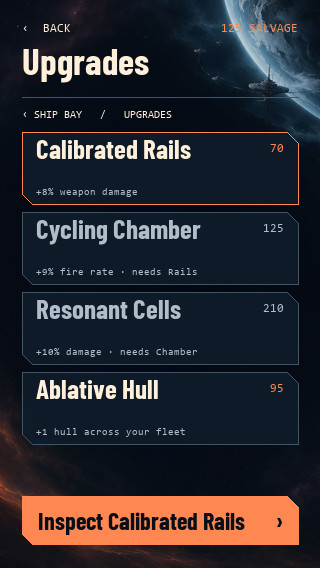 ‹ BACK
SALVAGE
Upgrades
‹ SHIP BAY / UPGRADES
Calibrated Rails 70
+8% weapon damage
Cycling Chamber 125
+9% fire rate · needs Rails
Resonant Cells 210
+10% damage · needs Chamber
Ablative Hull 95
+1 hull across your fleet
Inspect Calibrated Rails ›